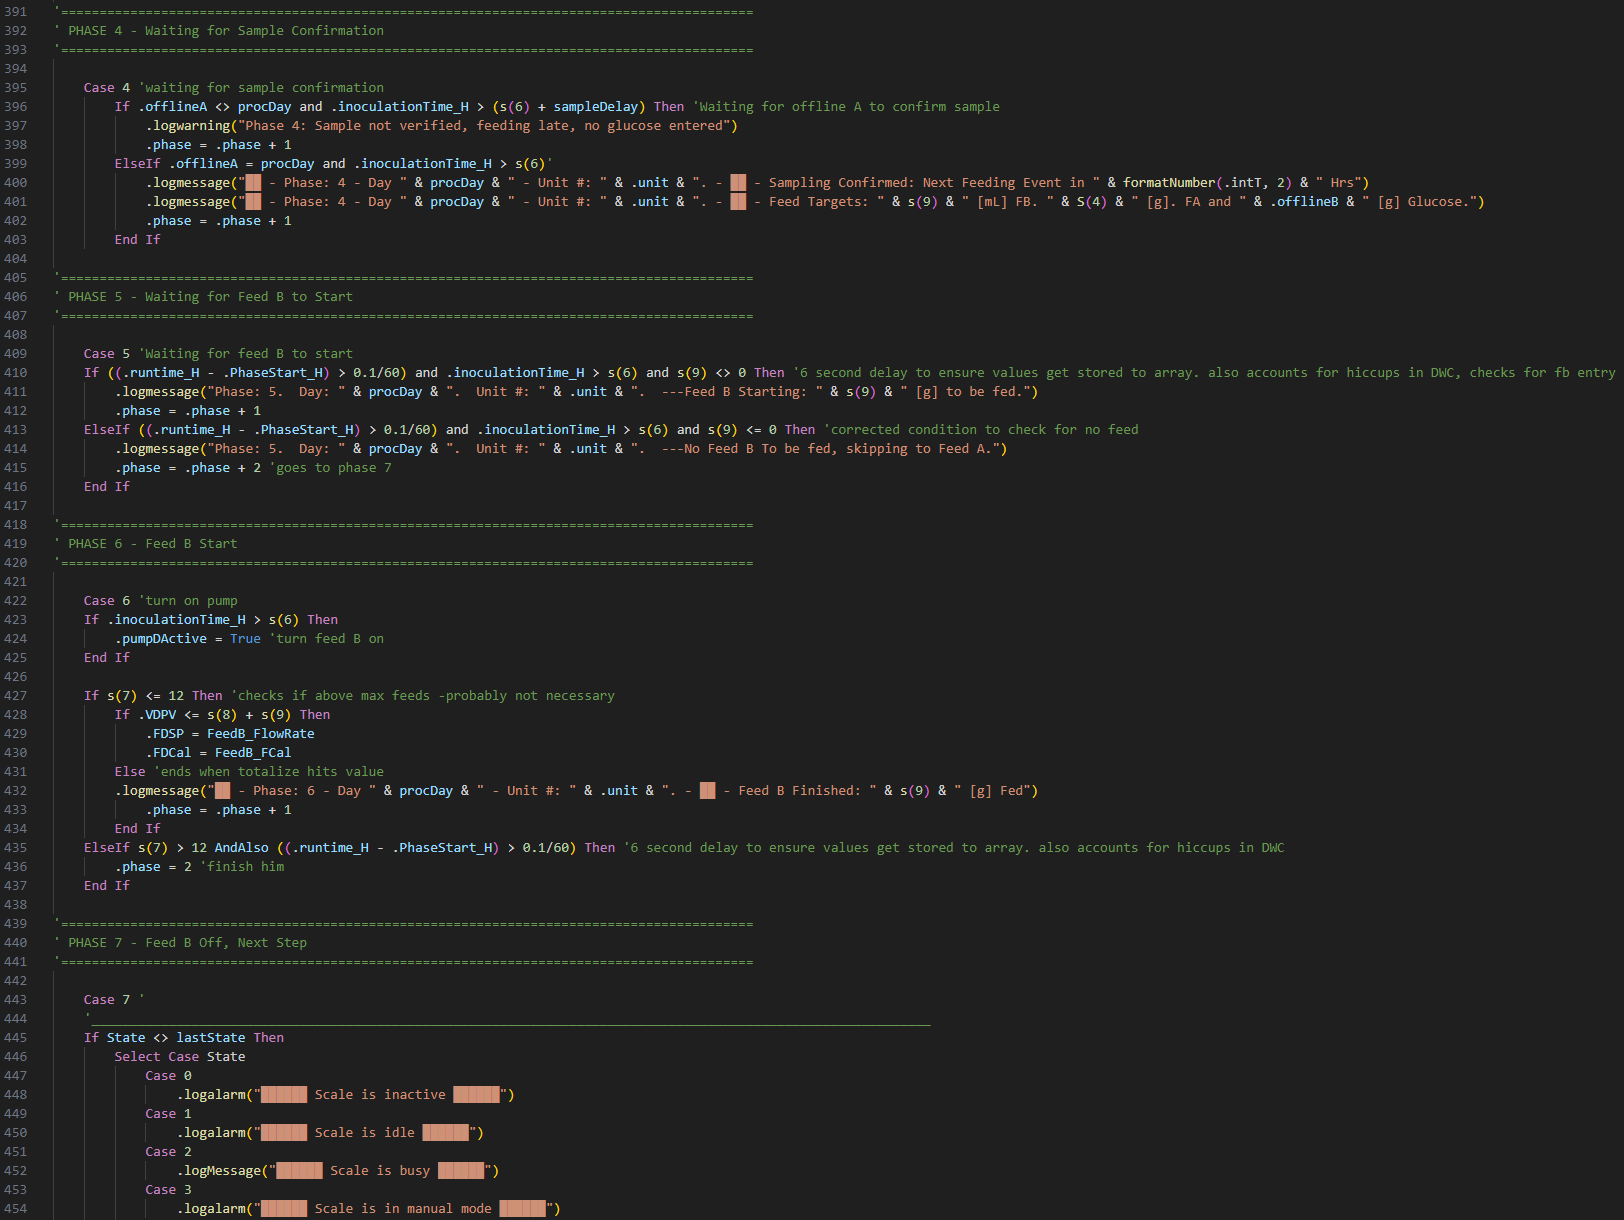 391 '==========================================================================================
392 ' PHASE 4 - Waiting for Sample Confirmation
393 '==========================================================================================
394
395 Case 4 'waiting for sample confirmation
396 If .offlineA <> procDay and .inoculationTime_H > (s(6) + sampleDelay) Then 'Waiting for offline A to confirm sample
397 .logwarning("Phase 4: Sample not verified, feeding late, no glucose entered")
398 .phase = .phase + 1
399 ElseIf .offlineA = procDay and .inoculationTime_H > s(6)'
400 .logmessage("██ - Phase: 4 - Day " & procDay & " - Unit #: " & .unit & ". - ██ - Sampling Confirmed: Next Feeding Event in " & formatNumber(.intT, 2) & " Hrs")
401 .logmessage("██ - Phase: 4 - Day " & procDay & " - Unit #: " & .unit & ". - ██ - Feed Targets: " & s(9) & " [mL] FB. " & S(4) & " [g]. FA and " & .offlineB & " [g] Glucose.")
402 .phase = .phase + 1
403 End If
404
405 '==========================================================================================
406 ' PHASE 5 - Waiting for Feed B to Start
407 '==========================================================================================
408
409 Case 5 'Waiting for feed B to start
410 If ((.runtime_H - .PhaseStart_H) > 0.1/60) and .inoculationTime_H > s(6) and s(9) <> 0 Then '6 second delay to ensure values get stored to array. also accounts for hiccups in DWC, checks for fb entry
411 .logmessage("Phase: 5.  Day: " & procDay & ".  Unit #: " & .unit & ".  ---Feed B Starting: " & s(9) & " [g] to be fed.")
412 .phase = .phase + 1
413 ElseIf ((.runtime_H - .PhaseStart_H) > 0.1/60) and .inoculationTime_H > s(6) and s(9) <= 0 Then 'corrected condition to check for no feed
414 .logmessage("Phase: 5.  Day: " & procDay & ".  Unit #: " & .unit & ".  ---No Feed B To be fed, skipping to Feed A.")
415 .phase = .phase + 2 'goes to phase 7
416 End If
417
418 '==========================================================================================
419 ' PHASE 6 - Feed B Start
420 '==========================================================================================
421
422 Case 6 'turn on pump
423 If .inoculationTime_H > s(6) Then
424 .pumpDActive = True 'turn feed B on
425 End If
426
427 If s(7) <= 12 Then 'checks if above max feeds -probably not necessary
428 If .VDPV <= s(8) + s(9) Then
429 .FDSP = FeedB_FlowRate
430 .FDCal = FeedB_FCal
431 Else 'ends when totalize hits value
432 .logmessage("██ - Phase: 6 - Day " & procDay & " - Unit #: " & .unit & ". - ██ - Feed B Finished: " & s(9) & " [g] Fed")
433 .phase = .phase + 1
434 End If
435 ElseIf s(7) > 12 AndAlso ((.runtime_H - .PhaseStart_H) > 0.1/60) Then '6 second delay to ensure values get stored to array. also accounts for hiccups in DWC
436 .phase = 2 'finish him
437 End If
438
439 '==========================================================================================
440 ' PHASE 7 - Feed B Off, Next Step
441 '==========================================================================================
442
443 Case 7 '
444 '_____________________________________________________________________________________________________________
445 If State <> lastState Then
446 Select Case State
447 Case 0
448 .logalarm("██████ Scale is inactive ██████")
449 Case 1
450 .logalarm("██████ Scale is idle ██████")
451 Case 2
452 .logMessage("██████ Scale is busy ██████")
453 Case 3
454 .logalarm("██████ Scale is in manual mode ██████")